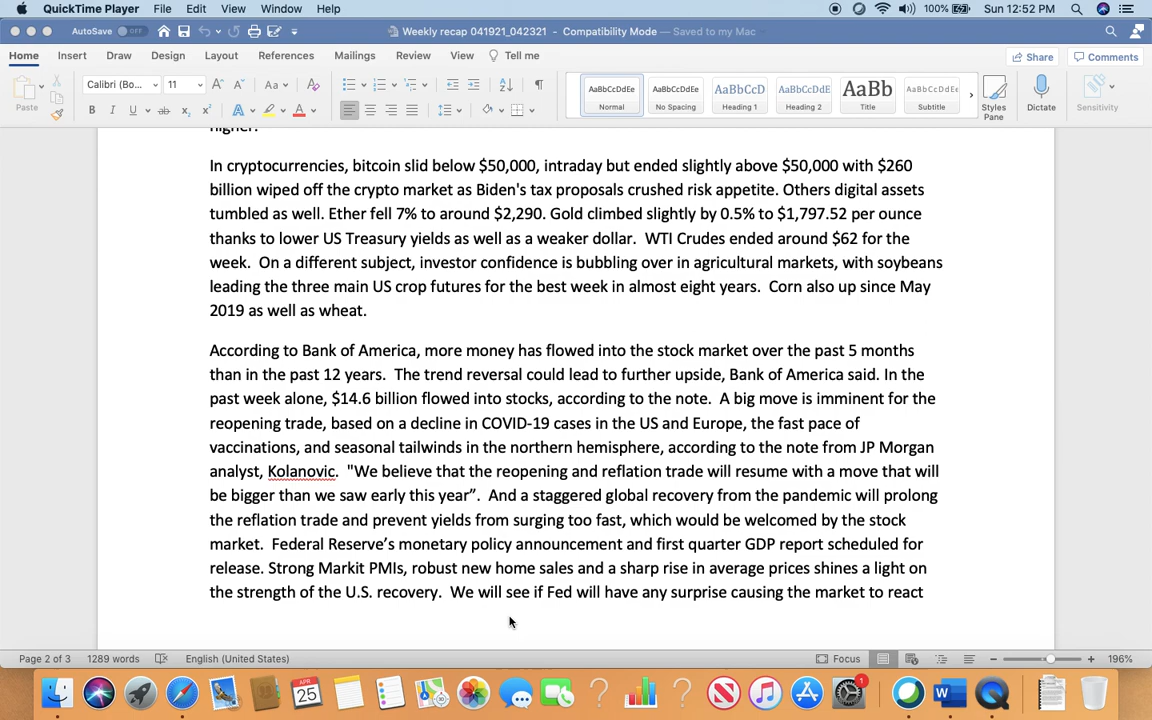 QuickTime Player File Edit View Window Help 100% Sun 12:52 PM
AutoSave OFF Weekly recap 041921_042321 - Compatibility Mode — Saved to my Mac
Home Insert Draw Design Layout References Mailings Review View Tell me Share Comments
Paste Calibri (Bo... 11 AaBbCcDdEe AaBbCcDdEe AaBbCcD AaBbCcDdE AaBb AaBbCcDdEe
Normal No Spacing Heading 1 Heading 2 Title Subtitle Styles Pane Dictate Sensitivity
higher.
In cryptocurrencies, bitcoin slid below $50,000, intraday but ended slightly above $50,000 with $260
billion wiped off the crypto market as Biden's tax proposals crushed risk appetite. Others digital assets
tumbled as well. Ether fell 7% to around $2,290. Gold climbed slightly by 0.5% to $1,797.52 per ounce
thanks to lower US Treasury yields as well as a weaker dollar. WTI Crudes ended around $62 for the
week. On a different subject, investor confidence is bubbling over in agricultural markets, with soybeans
leading the three main US crop futures for the best week in almost eight years. Corn also up since May
2019 as well as wheat.
According to Bank of America, more money has flowed into the stock market over the past 5 months
than in the past 12 years. The trend reversal could lead to further upside, Bank of America said. In the
past week alone, $14.6 billion flowed into stocks, according to the note. A big move is imminent for the
reopening trade, based on a decline in COVID-19 cases in the US and Europe, the fast pace of
vaccinations, and seasonal tailwinds in the northern hemisphere, according to the note from JP Morgan
analyst, Kolanovic. "We believe that the reopening and reflation trade will resume with a move that will
be bigger than we saw early this year”. And a staggered global recovery from the pandemic will prolong
the reflation trade and prevent yields from surging too fast, which would be welcomed by the stock
market. Federal Reserve’s monetary policy announcement and first quarter GDP report scheduled for
release. Strong Markit PMIs, robust new home sales and a sharp rise in average prices shines a light on
the strength of the U.S. recovery. We will see if Fed will have any surprise causing the market to react
Page 2 of 3 1289 words English (United States) Focus 196%
APR 25 1